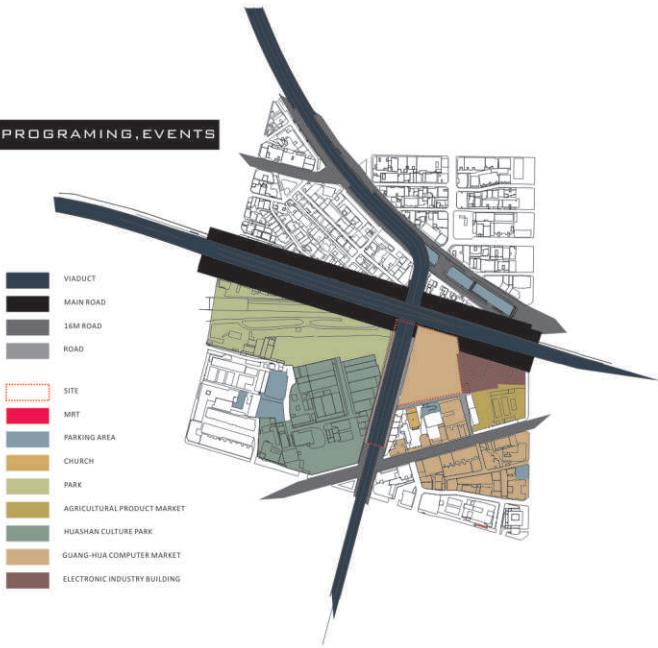 PROGRAMING,EVENTS
VIADUCT
MAIN ROAD
16M ROAD
ROAD
SITE
MRT
PARKING AREA
CHURCH
PARK
AGRICULTURAL PRODUCT MARKET
HUASHAN CULTURE PARK
GUANG-HUA COMPUTER MARKET
ELECTRONIC INDUSTRY BUILDING